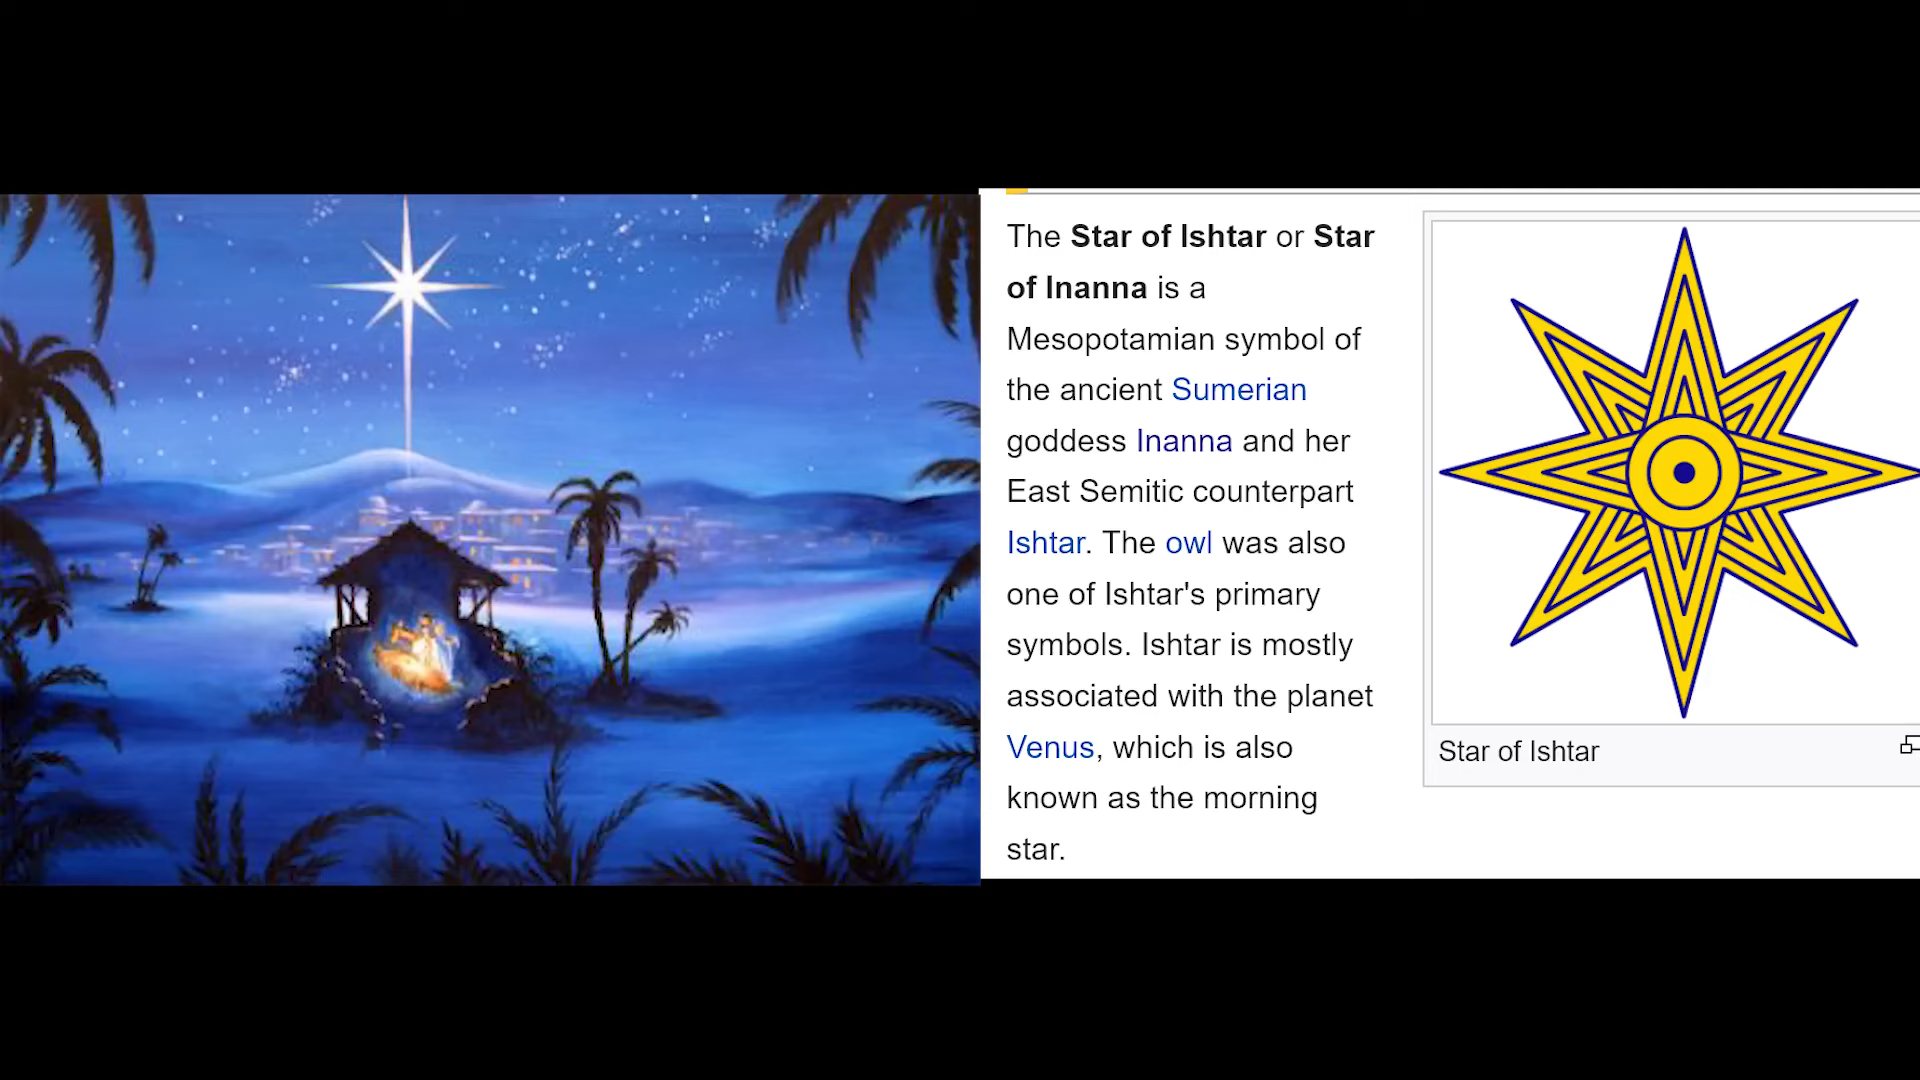 The Star of Ishtar or Star
of Inanna is a
Mesopotamian symbol of
the ancient Sumerian
goddess Inanna and her
East Semitic counterpart
Ishtar. The owl was also
one of Ishtar's primary
symbols. Ishtar is mostly
associated with the planet
Venus, which is also
known as the morning
star.
Star of Ishtar